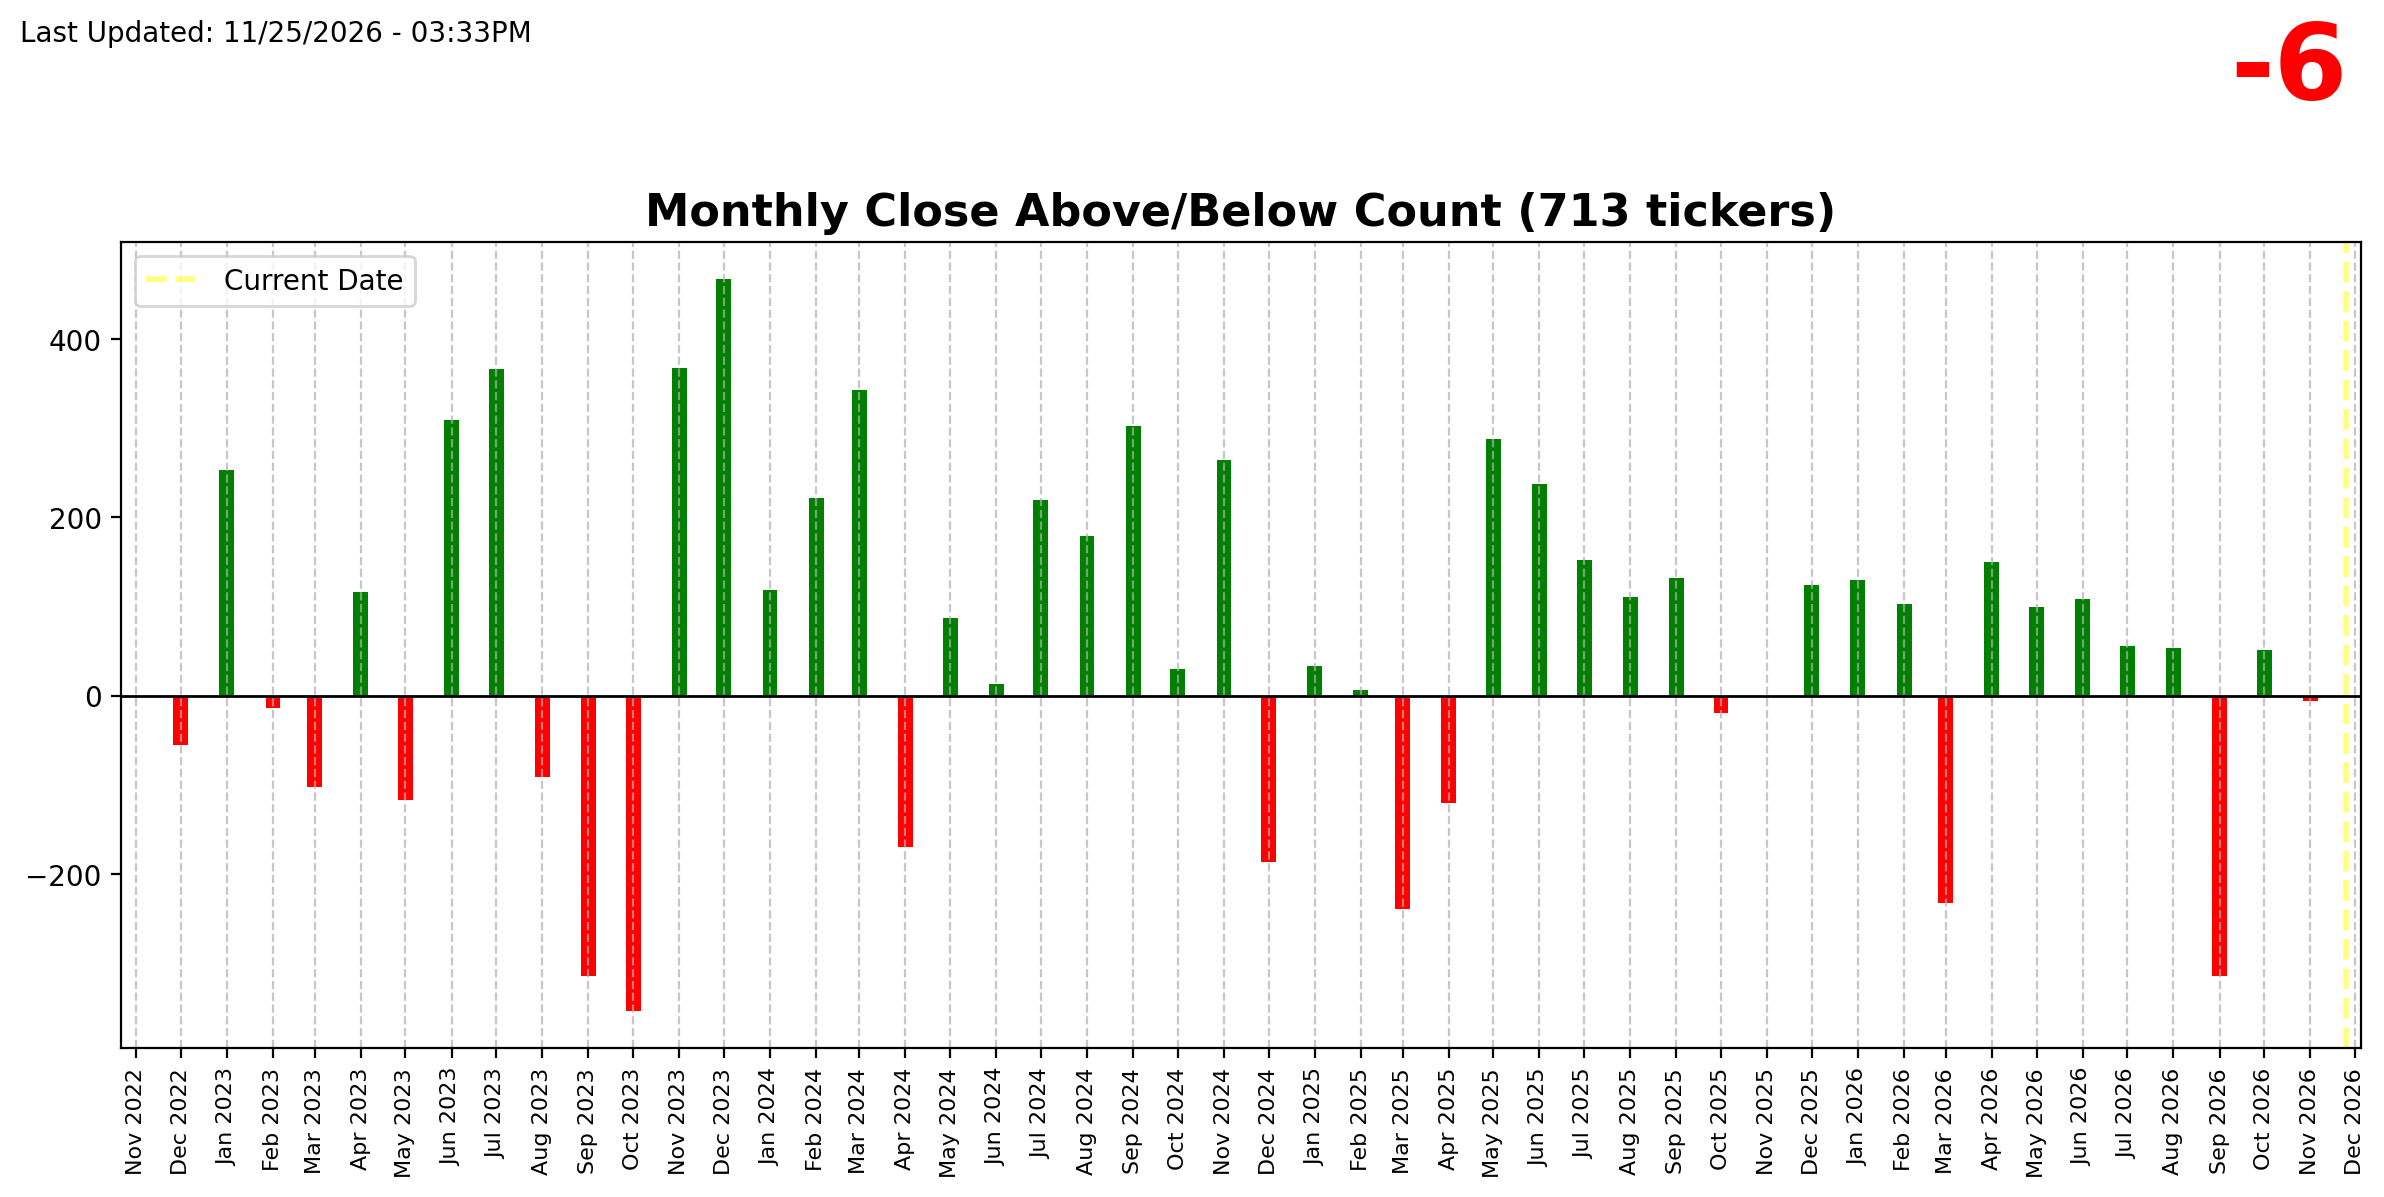 Last Updated: 11/25/2026 - 03:33PM
-6
Monthly Close Above/Below Count (713 tickers)
Current Date
400
200
0
−200
Nov 2022
Dec 2022
Jan 2023
Feb 2023
Mar 2023
Apr 2023
May 2023
Jun 2023
Jul 2023
Aug 2023
Sep 2023
Oct 2023
Nov 2023
Dec 2023
Jan 2024
Feb 2024
Mar 2024
Apr 2024
May 2024
Jun 2024
Jul 2024
Aug 2024
Sep 2024
Oct 2024
Nov 2024
Dec 2024
Jan 2025
Feb 2025
Mar 2025
Apr 2025
May 2025
Jun 2025
Jul 2025
Aug 2025
Sep 2025
Oct 2025
Nov 2025
Dec 2025
Jan 2026
Feb 2026
Mar 2026
Apr 2026
May 2026
Jun 2026
Jul 2026
Aug 2026
Sep 2026
Oct 2026
Nov 2026
Dec 2026